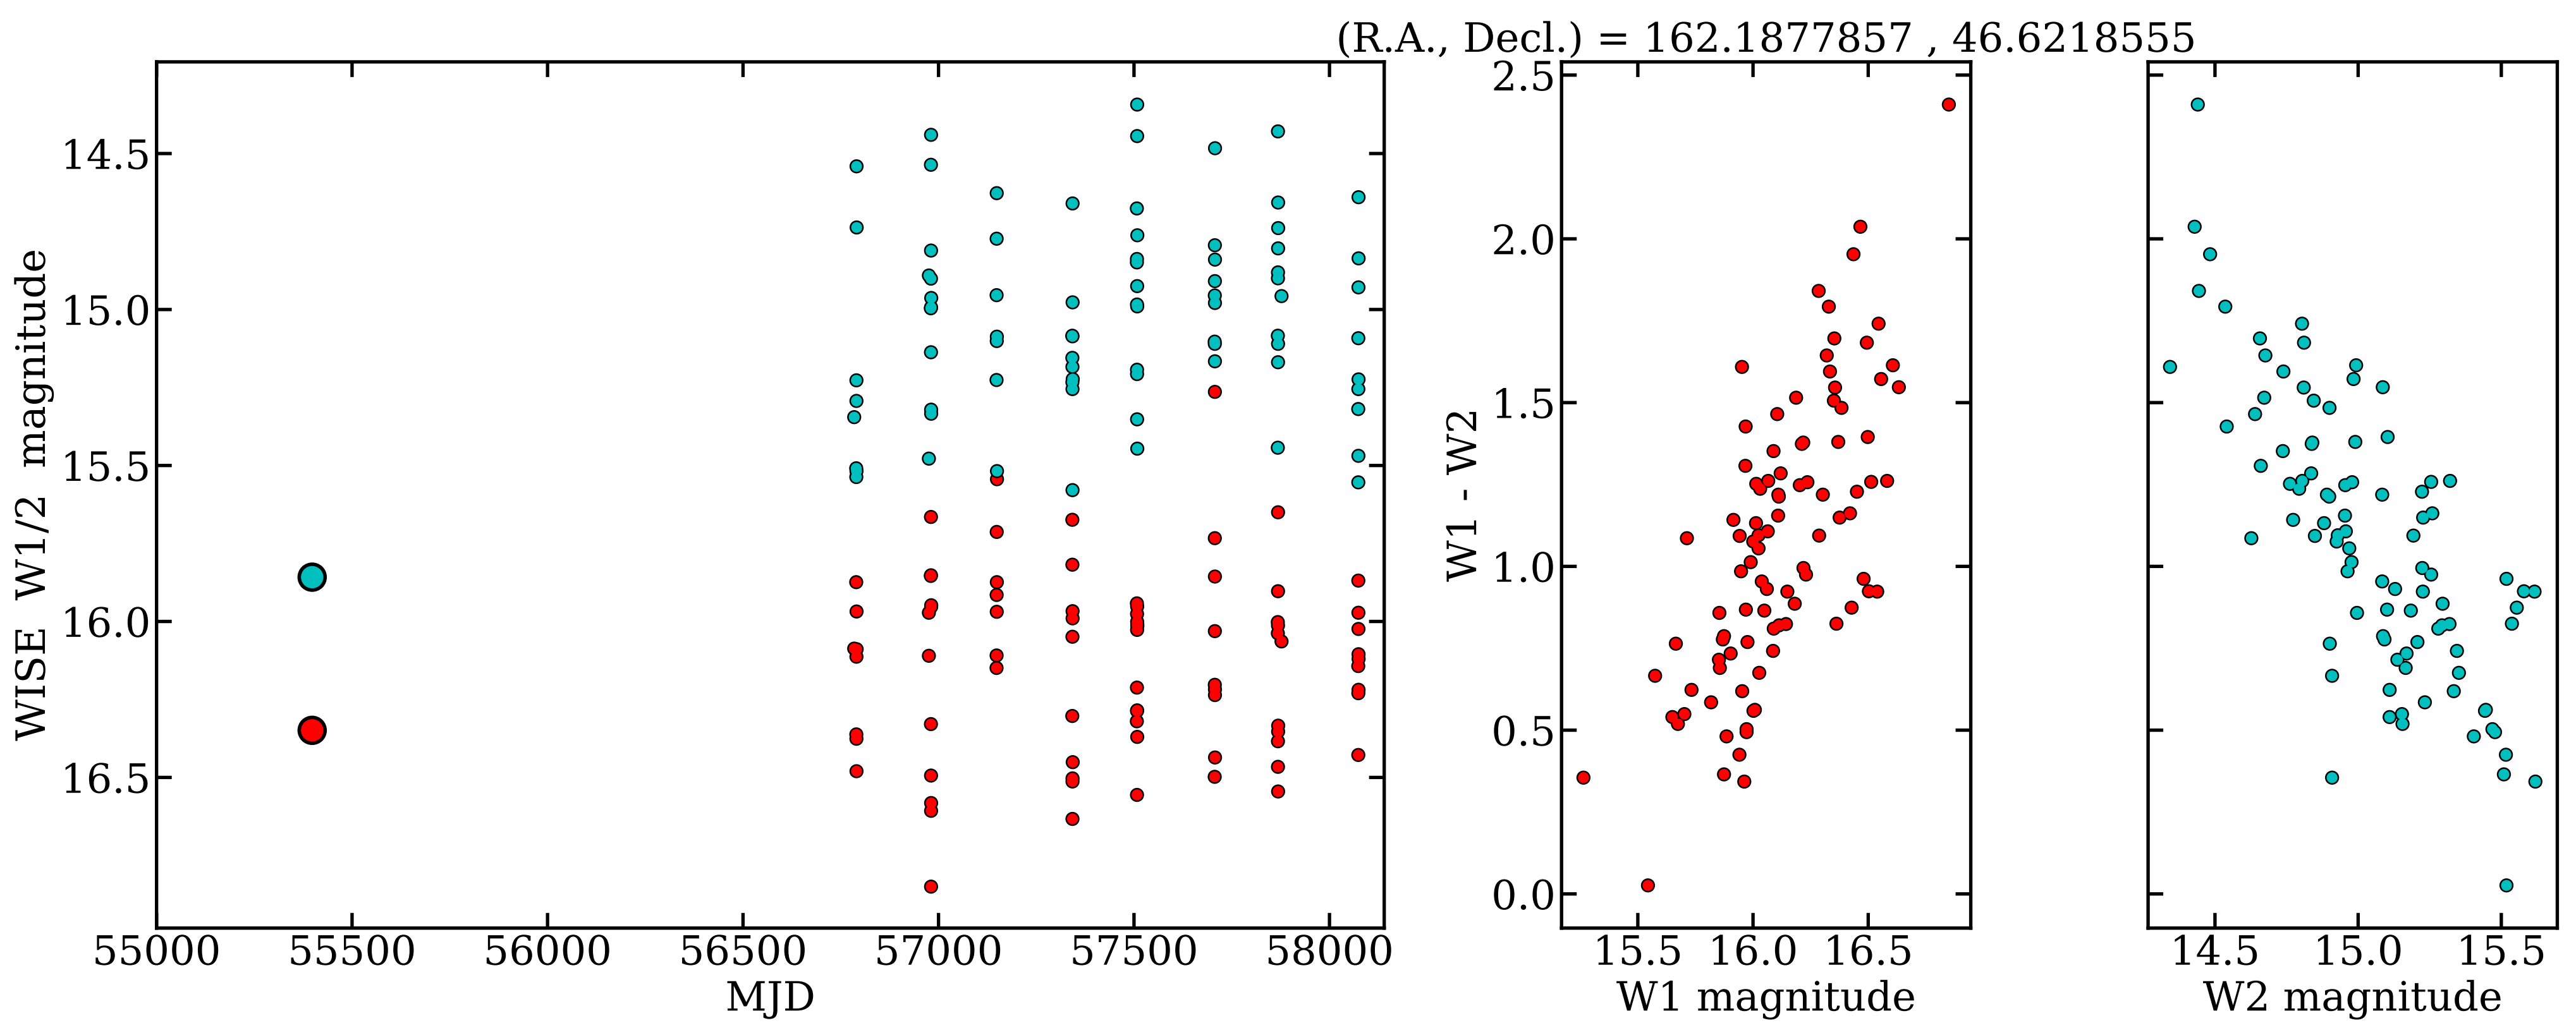 (R.A., Decl.) = 162.1877857 , 46.6218555
WISE W1/2 magnitude
14.5
15.0
15.5
16.0
16.5
55000 55500 56000 56500 57000 57500 58000
MJD
W1 - W2
2.5
2.0
1.5
1.0
0.5
0.0
15.5 16.0 16.5
W1 magnitude
14.5 15.0 15.5
W2 magnitude